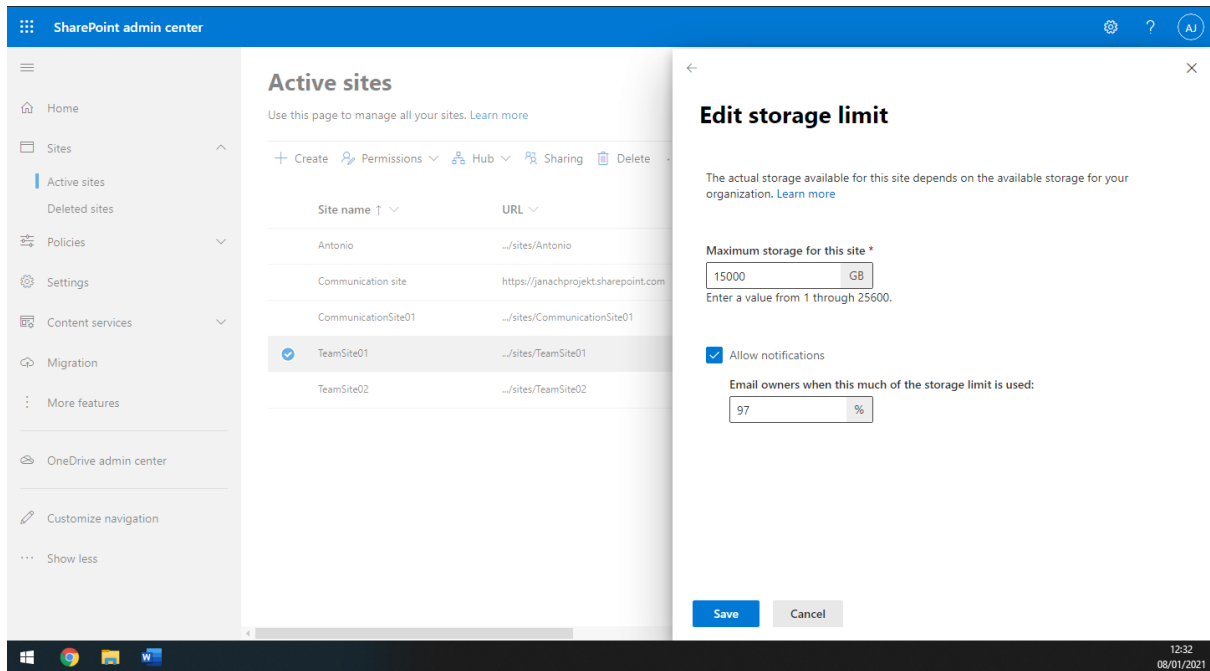 SharePoint admin center
?
AJ
Home
Sites
Active sites
Deleted sites
Policies
Settings
Content services
Migration
More features
OneDrive admin center
Customize navigation
Show less
Active sites
Use this page to manage all your sites. Learn more
Create Permissions Hub Sharing Delete
Site name ↑ URL
Antonio .../sites/Antonio
Communication site https://janachprojekt.sharepoint.com
CommunicationSite01 .../sites/CommunicationSite01
TeamSite01 .../sites/TeamSite01
TeamSite02 .../sites/TeamSite02
Edit storage limit
The actual storage available for this site depends on the available storage for your
organization. Learn more
Maximum storage for this site *
15000 GB
Enter a value from 1 through 25600.
Allow notifications
Email owners when this much of the storage limit is used:
97 %
Save Cancel
12:32
08/01/2021